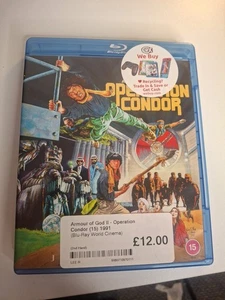 We Buy
Recycling!
Trade In & Save or
Get Cash
OPERATION
CONDOR
Armour of God II - Operation
Condor (15) 1991
(Blu-Ray World Cinema)
£12.00
15